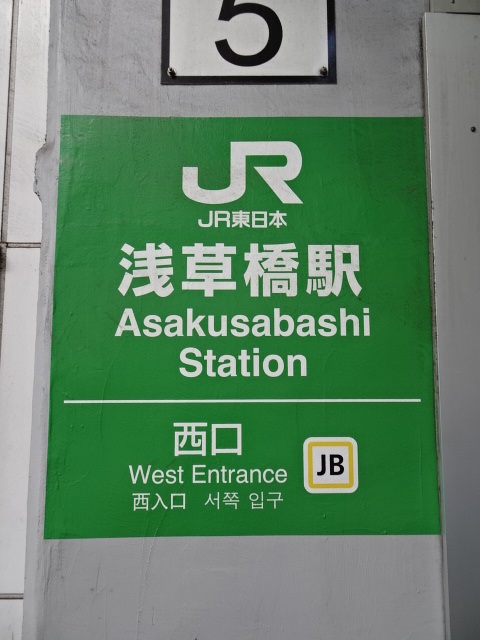 5
JR
JR東日本
浅草橋駅
Asakusabashi
Station
西口
West Entrance
JB
西入口 서쪽 입구